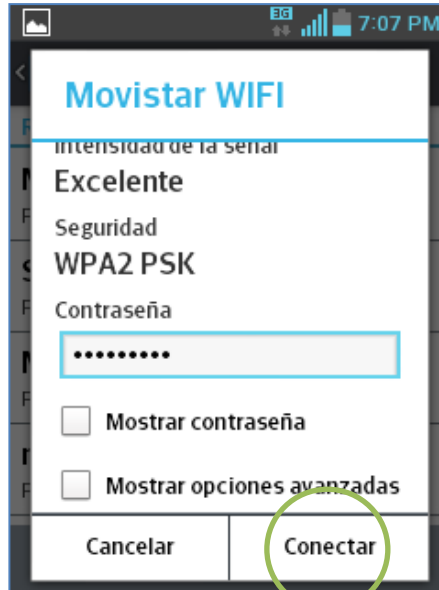 3G 7:07 PM
Movistar WIFI
Intensidad de la señal
Excelente
Seguridad
WPA2 PSK
Contraseña
•••••••••
Mostrar contraseña
Mostrar opciones avanzadas
Cancelar Conectar